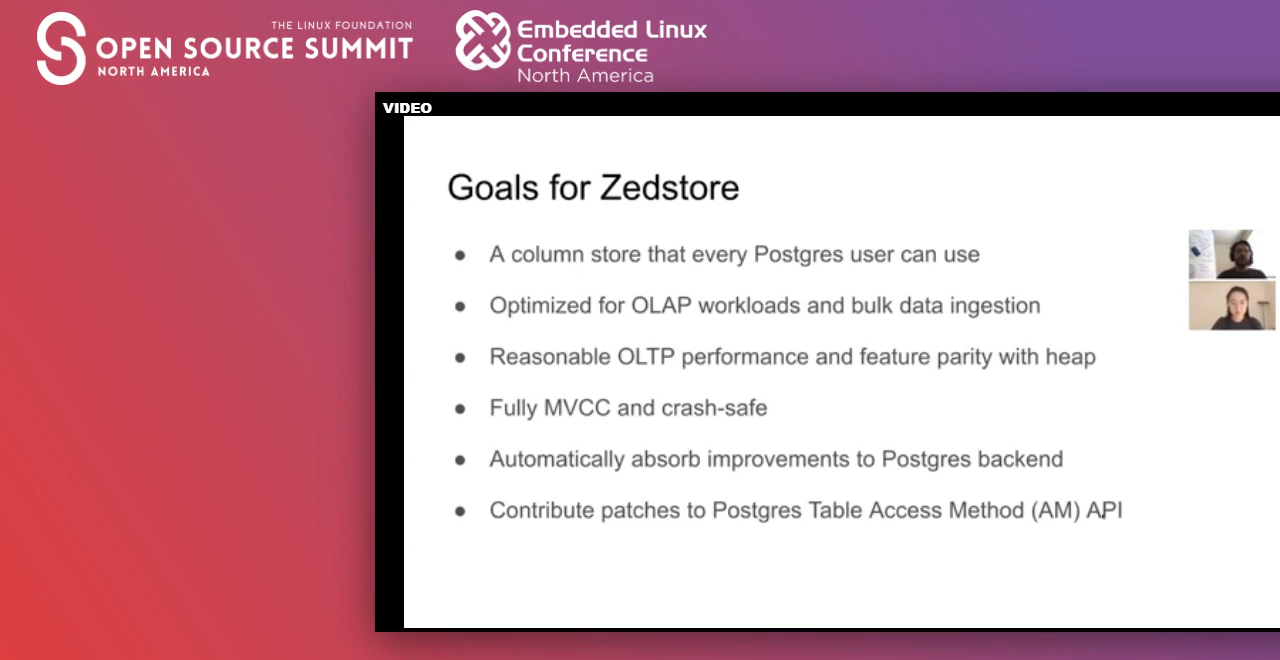 THE LINUX FOUNDATION
OPEN SOURCE SUMMIT
NORTH AMERICA
Embedded Linux
Conference
North America
VIDEO
Goals for Zedstore
● A column store that every Postgres user can use
● Optimized for OLAP workloads and bulk data ingestion
● Reasonable OLTP performance and feature parity with heap
● Fully MVCC and crash-safe
● Automatically absorb improvements to Postgres backend
● Contribute patches to Postgres Table Access Method (AM) API